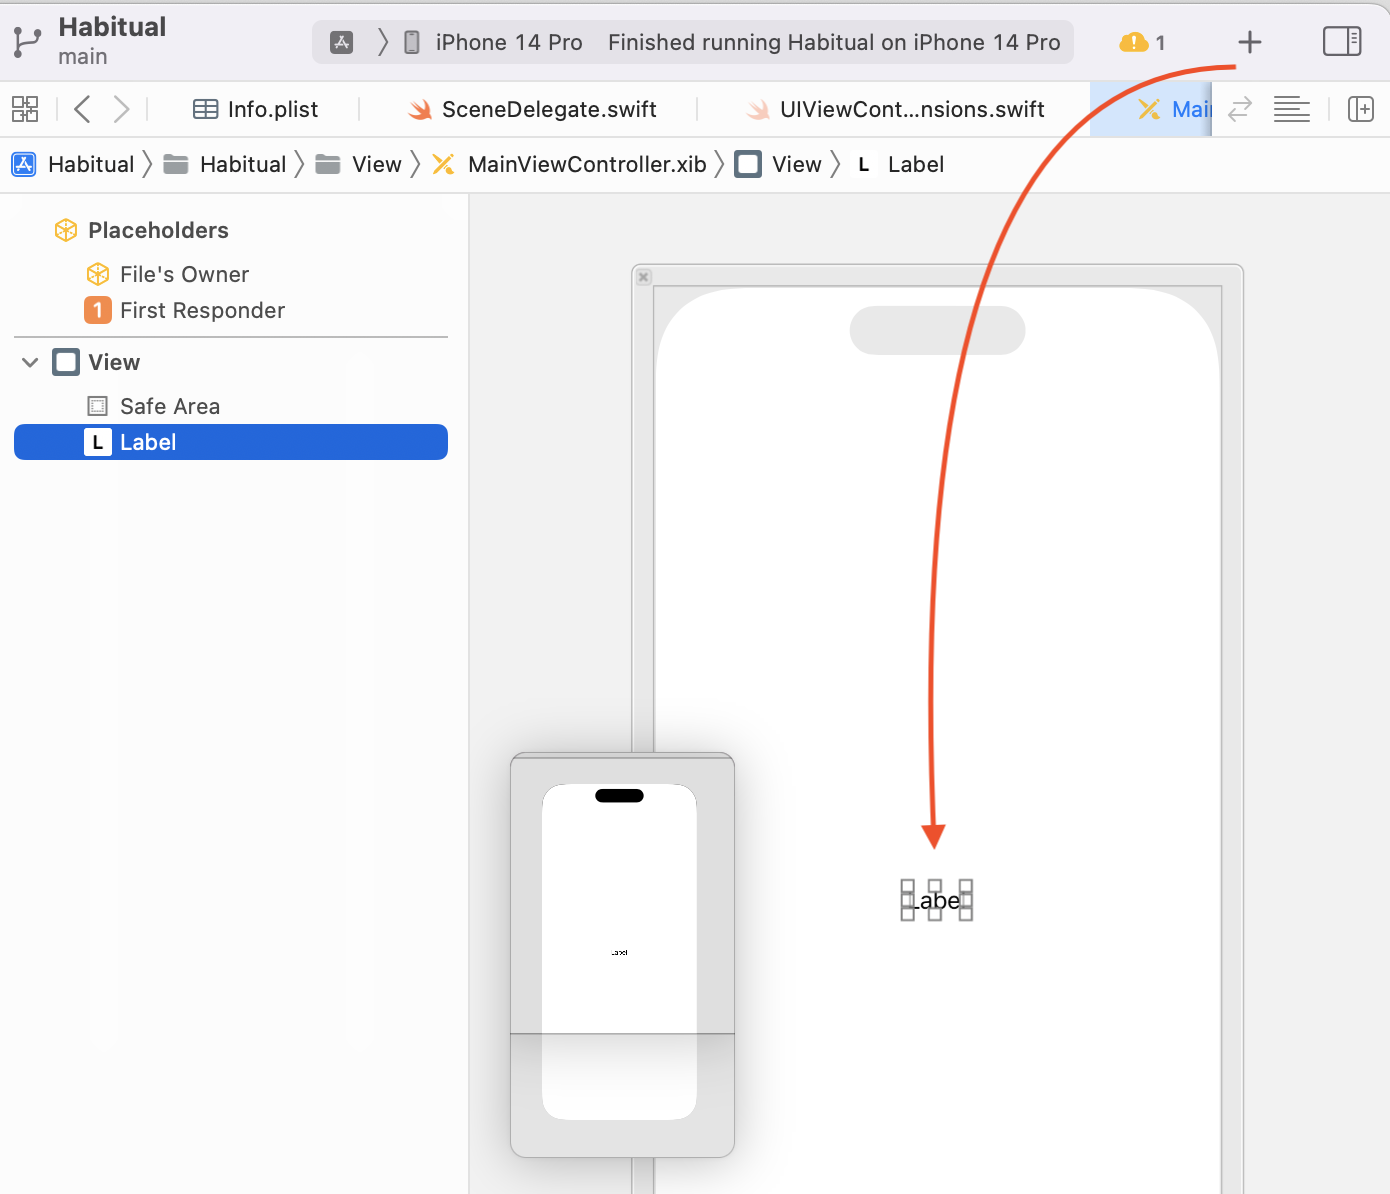 Habitual
main
iPhone 14 Pro Finished running Habitual on iPhone 14 Pro
1
Info.plist
SceneDelegate.swift
UIViewCont...nsions.swift
Mai
Habitual Habitual View MainViewController.xib View L Label
Placeholders
File's Owner
1 First Responder
View
Safe Area
L Label
Label
Label